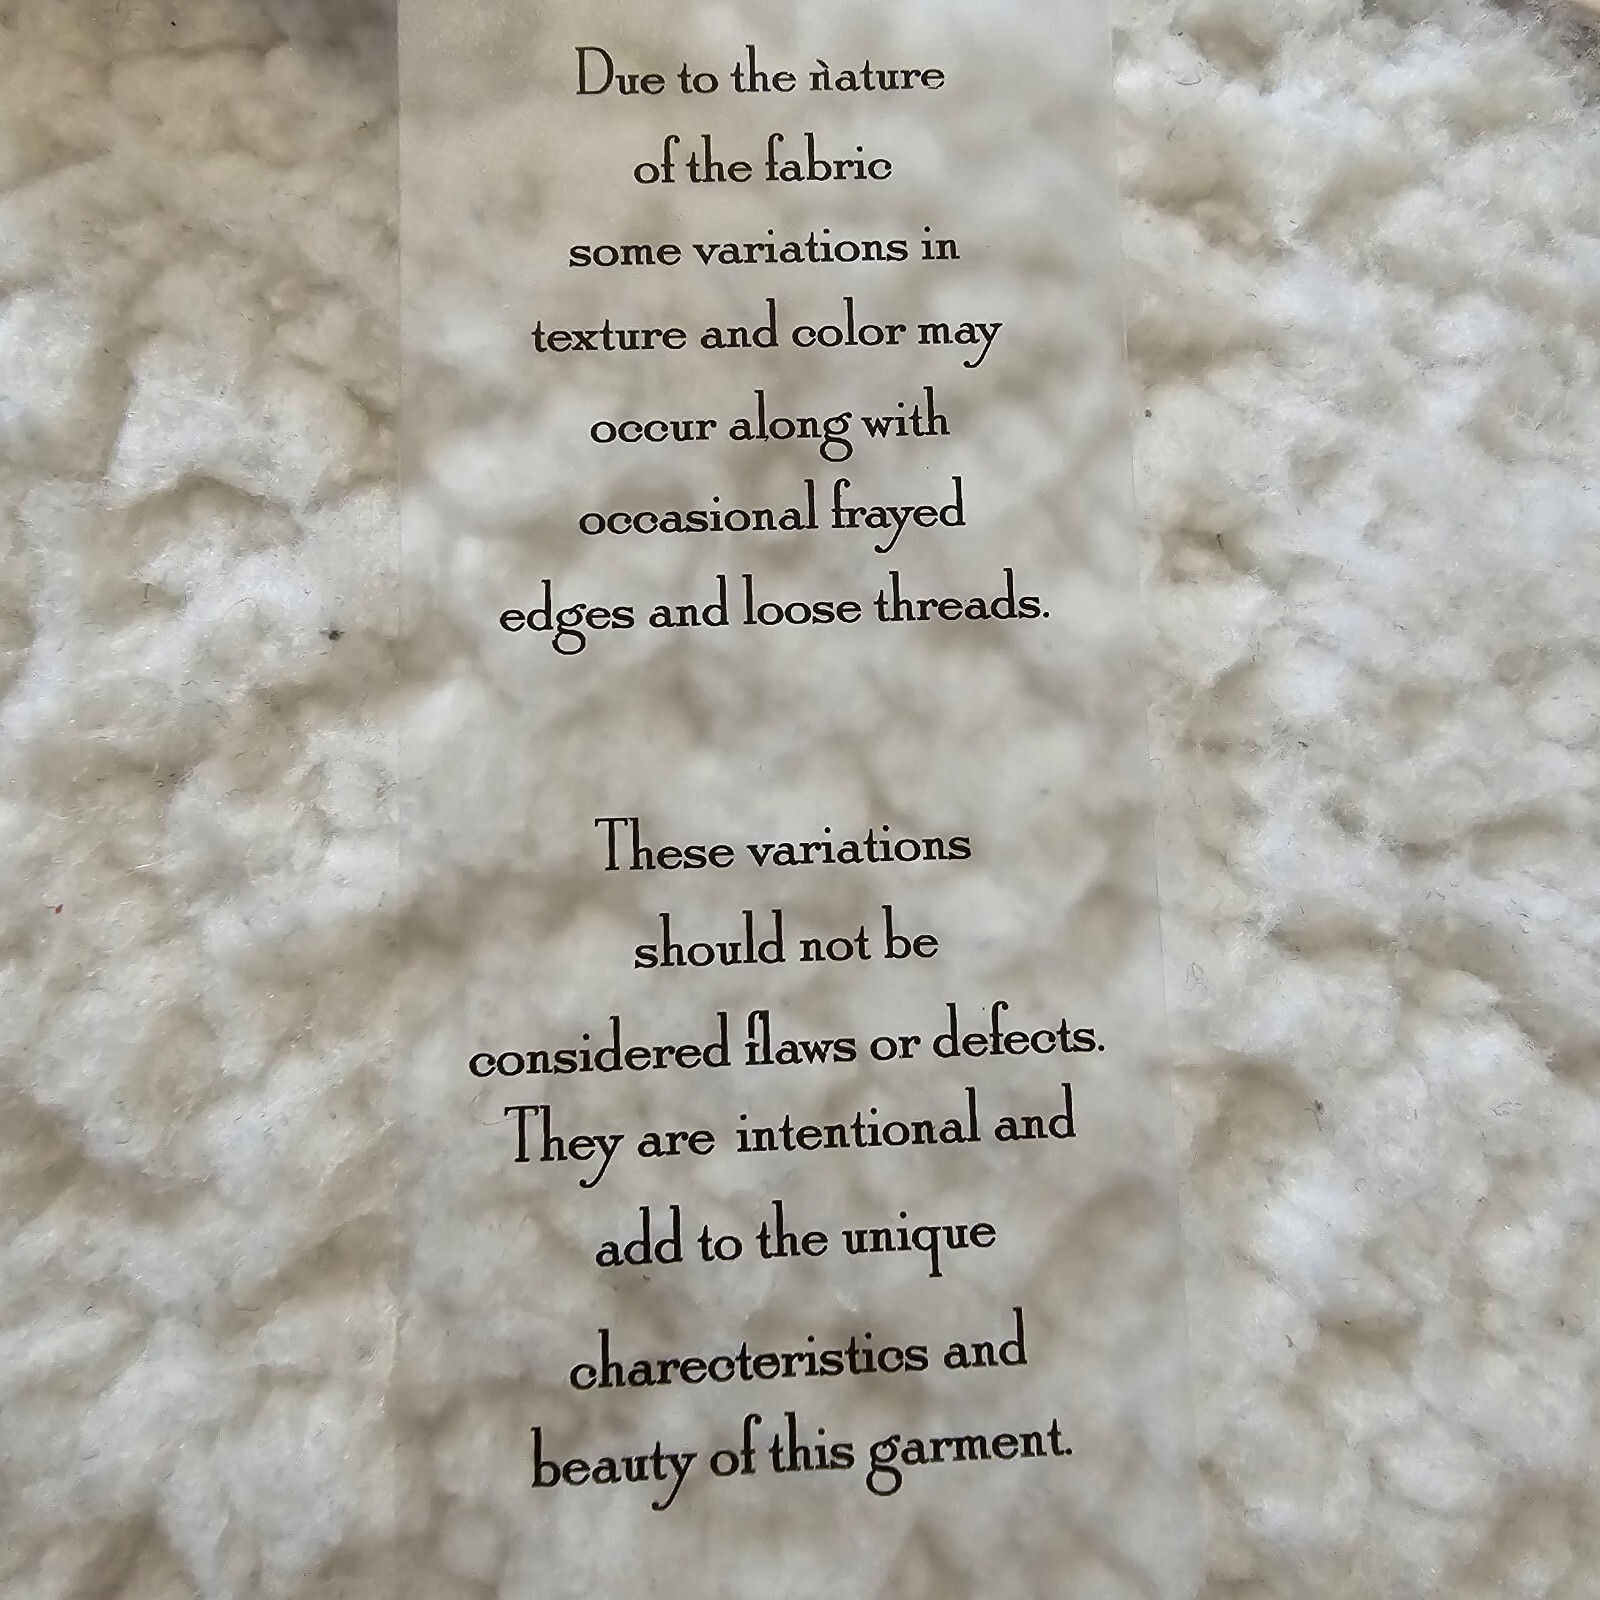 Due to the nature
of the fabric
some variations in
texture and color may
occur along with
occasional frayed
edges and loose threads.
These variations
should not be
considered flaws or defects.
They are intentional and
add to the unique
charecteristics and
beauty of this garment.